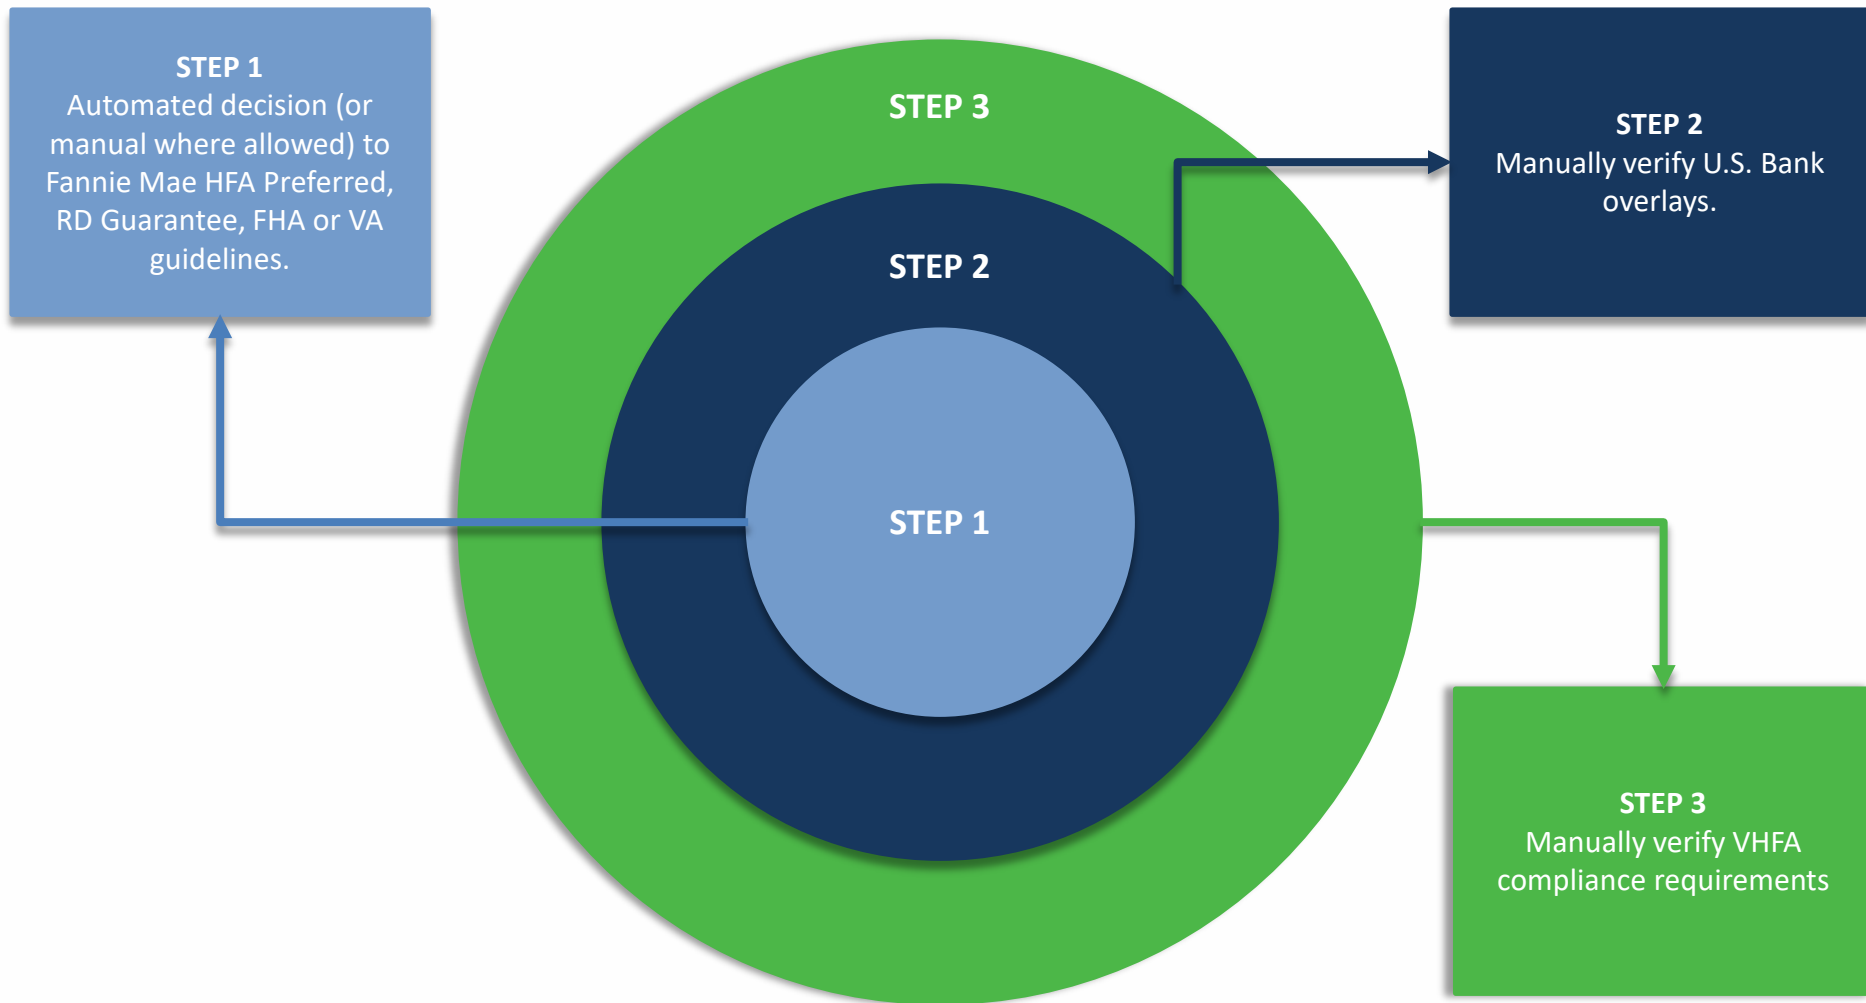 STEP 1
Automated decision (or
manual where allowed) to
Fannie Mae HFA Preferred,
RD Guarantee, FHA or VA
guidelines.
STEP 3
STEP 2
STEP 1
STEP 2
Manually verify U.S. Bank
overlays.
STEP 3
Manually verify VHFA
compliance requirements